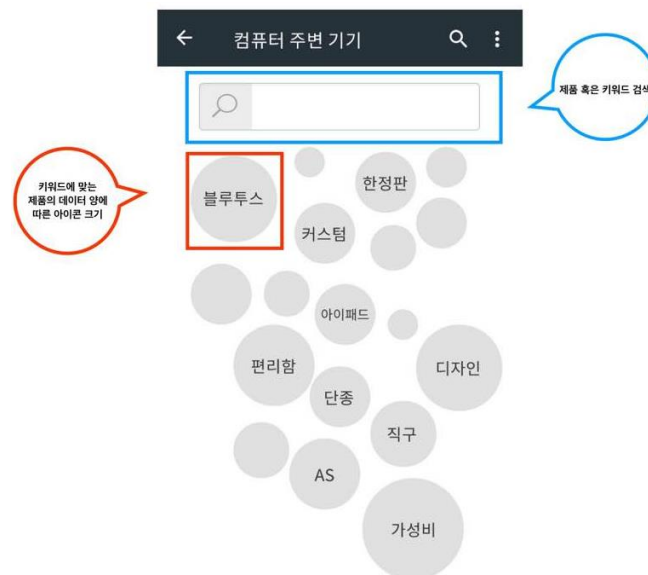 컴퓨터 주변 기기
제품 혹은 키워드 검색
키워드에 맞는
제품의 데이터 양에
따른 아이콘 크기
블루투스
한정판
커스텀
아이패드
편리함
디자인
단종
직구
AS
가성비